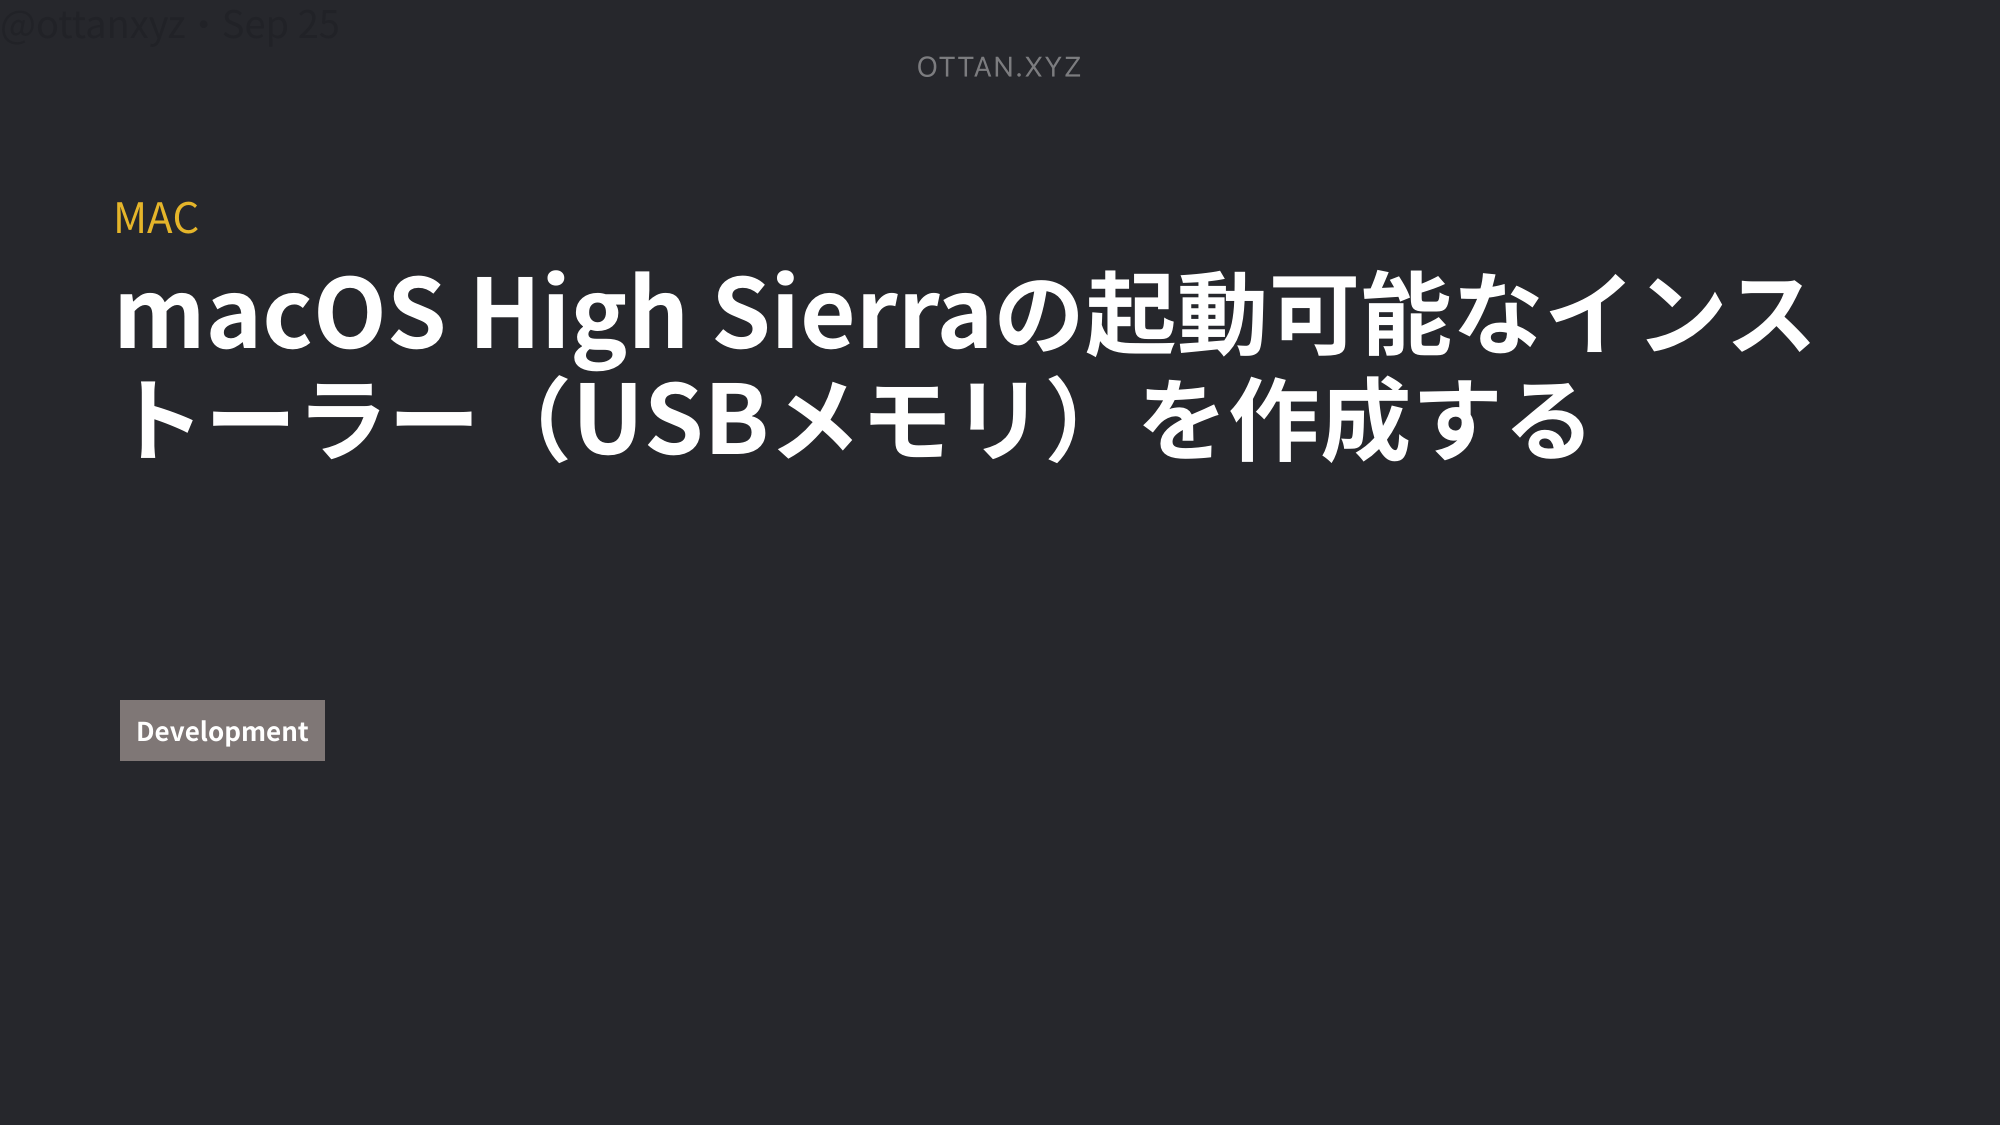 @ottanxyz・Sep 25
OTTAN.XYZ
MAC
macOS High Sierraの起動可能なインス
トーラー（USBメモリ）を作成する
Development